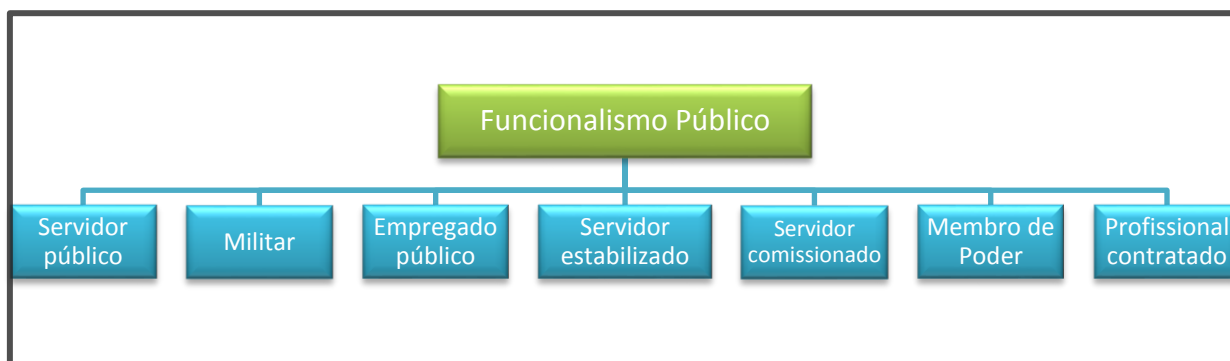 Funcionalismo Público
Servidor
público
Militar
Empregado
público
Servidor
estabilizado
Servidor
comissionado
Membro de
Poder
Profissional
contratado